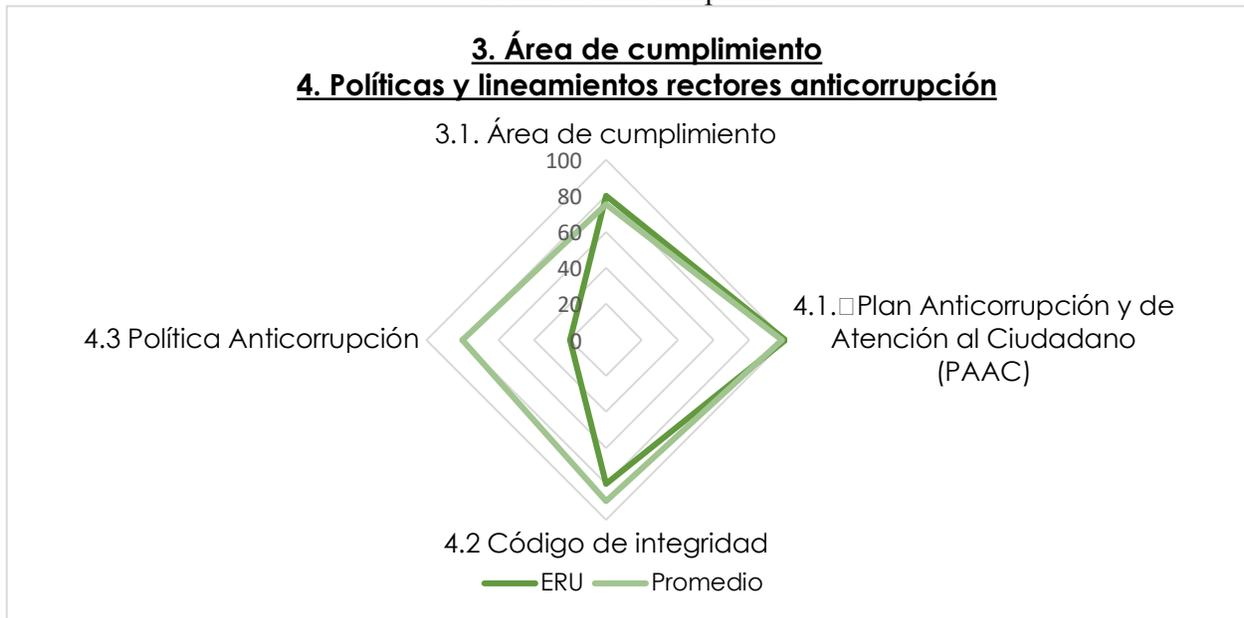 3. Área de cumplimiento
4. Políticas y lineamientos rectores anticorrupción
3.1. Área de cumplimiento
100
80
60
40
20
0
4.1.□Plan Anticorrupción y de
Atención al Ciudadano
(PAAC)
4.3 Política Anticorrupción
4.2 Código de integridad
ERU Promedio